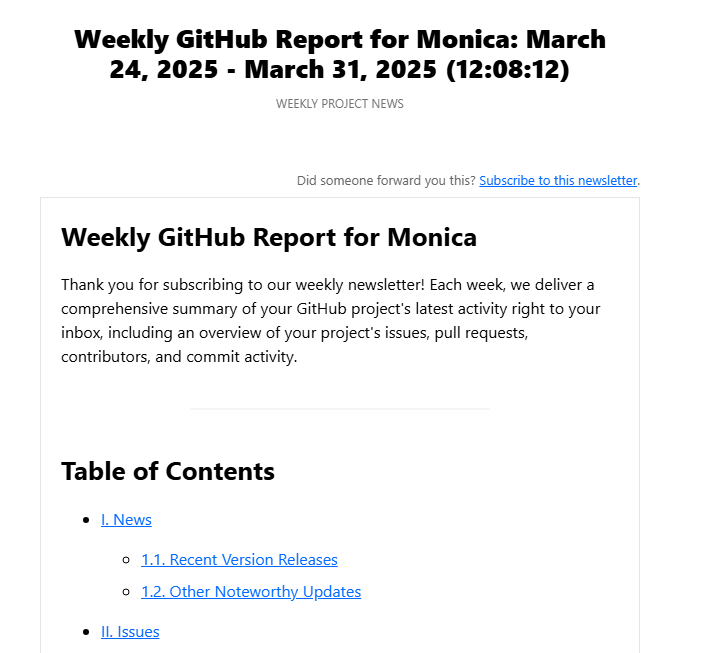 Weekly GitHub Report for Monica: March
24, 2025 - March 31, 2025 (12:08:12)
WEEKLY PROJECT NEWS
Did someone forward you this? Subscribe to this newsletter.
Weekly GitHub Report for Monica
Thank you for subscribing to our weekly newsletter! Each week, we deliver a
comprehensive summary of your GitHub project's latest activity right to your
inbox, including an overview of your project's issues, pull requests,
contributors, and commit activity.
Table of Contents
I. News
1.1. Recent Version Releases
1.2. Other Noteworthy Updates
II. Issues